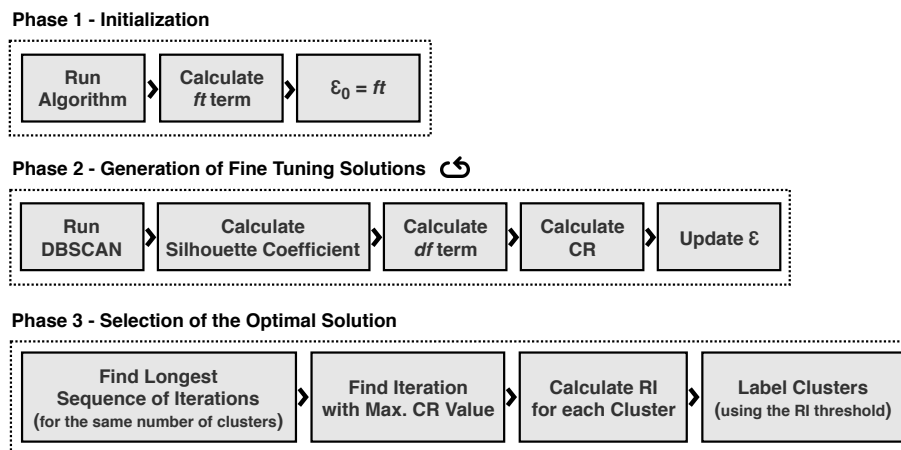 Phase 1 - Initialization
Run
Algorithm
Calculate
ft term
ε0 = ft
Phase 2 - Generation of Fine Tuning Solutions
Run
DBSCAN
Calculate
Silhouette Coefficient
Calculate
df term
Calculate
CR
Update ε
Phase 3 - Selection of the Optimal Solution
Find Longest
Sequence of Iterations
(for the same number of clusters)
Find Iteration
with Max. CR Value
Calculate RI
for each Cluster
Label Clusters
(using the RI threshold)